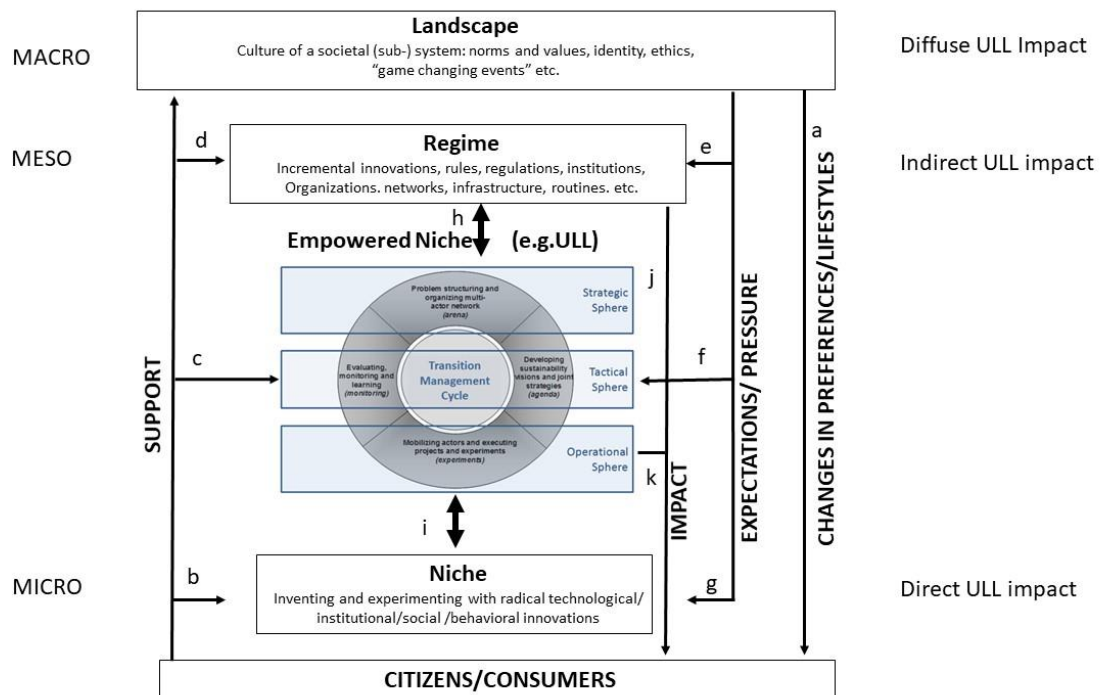 Landscape
Culture of a societal (sub-) system: norms and values, identity, ethics,
“game changing events” etc.
MACRO
Diffuse ULL Impact
a
d
Regime
e
MESO
Indirect ULL impact
Incremental innovations, rules, regulations, institutions,
Organizations. networks, infrastructure, routines. etc.
h
Empowered Niche (e.g.ULL)
j
Problem structuring and
organizing multi-
actor network
(arena)
Strategic
Sphere
c
f
Evaluating,
monitoring and
learning
(monitoring)
Transition
Management
Cycle
Developing
sustainability
visions and joint
strategies
(agenda)
Tactical
Sphere
Mobilizing actors and executing
projects and experiments
(experiments)
Operational
Sphere
k
SUPPORT
IMPACT
EXPECTATIONS/ PRESSURE
CHANGES IN PREFERENCES/LIFESTYLES
i
MICRO
b
Niche
g
Direct ULL impact
Inventing and experimenting with radical technological/
institutional/social /behavioral innovations
CITIZENS/CONSUMERS